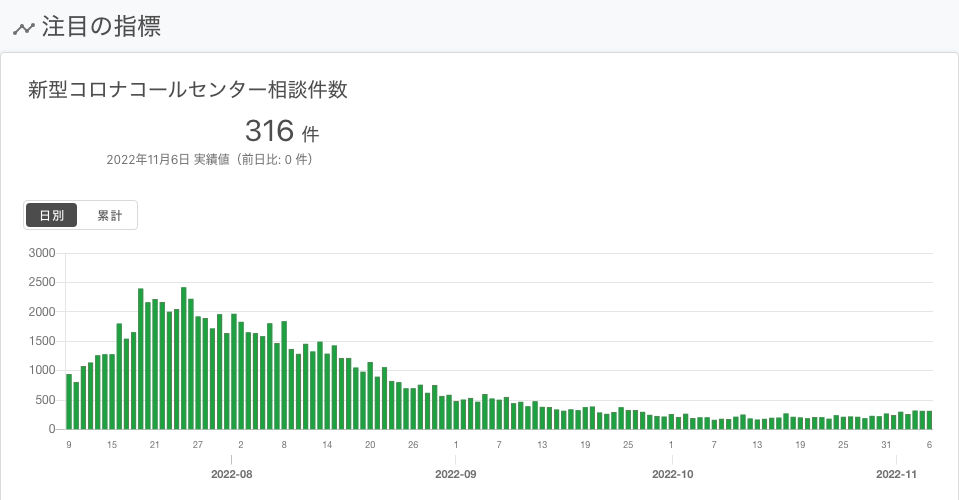 注目の指標
新型コロナコールセンター相談件数
316 件
2022年11月6日 実績値（前日比: 0 件）
日別 累計
3000
2500
2000
1500
1000
500
0
9 15 21 27 2 8 14 20 26 1 7 13 19 25 1 7 13 19 25 31 6
2022-08 2022-09 2022-10 2022-11